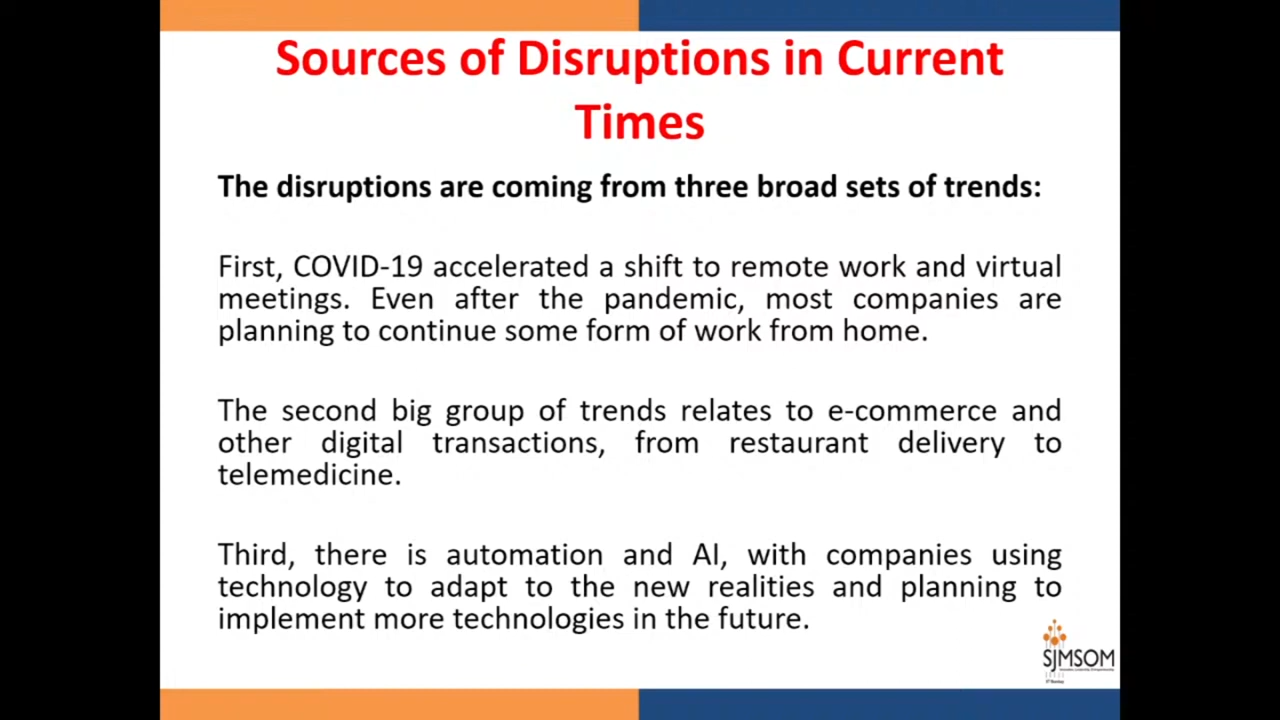 Sources of Disruptions in Current
Times
The disruptions are coming from three broad sets of trends:
First, COVID-19 accelerated a shift to remote work and virtual
meetings. Even after the pandemic, most companies are
planning to continue some form of work from home.
The second big group of trends relates to e-commerce and
other digital transactions, from restaurant delivery to
telemedicine.
Third, there is automation and AI, with companies using
technology to adapt to the new realities and planning to
implement more technologies in the future.
SJMSOM